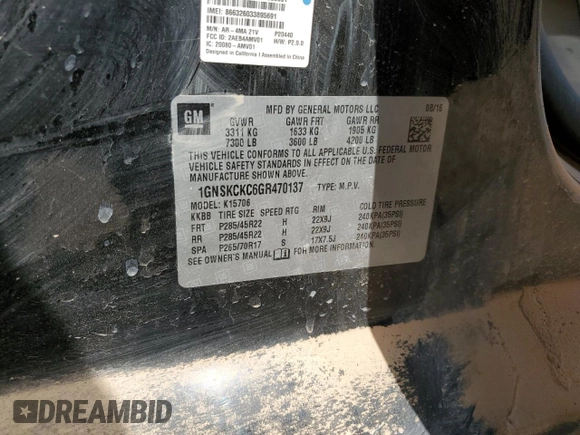 IMEI: 866326033895691
M/N: AR-4MA 21V P20440
FCC ID: 2AEB4AMV01 H/W: P2.0.0
IC: 20080-AMV01
Designed in California I Assembled in China
GM
MFD BY GENERAL MOTORS LLC 08/16
GVWR GAWR FRT GAWR RR
3311 KG 1633 KG 1905 KG
7300 LB 3600 LB 4200 LB
THIS VEHICLE CONFORMS TO ALL APPLICABLE U.S. FEDERAL MOTOR
VEHICLE SAFETY STANDARDS IN EFFECT ON THE DATE OF
MANUFACTURE SHOWN ABOVE.
1GNSKCKC6GR470137 TYPE: M.P.V.
MODEL: K15706
KKBB TIRE SIZE SPEED RTG RIM COLD TIRE PRESSURE
FRT P285/45R22 H 22X9J 240KPA(35PSI)
RR P285/45R22 H 22X9J 240KPA(35PSI)
SPA P265/70R17 S 17X7.5J 240KPA(35PSI)
SEE OWNER'S MANUAL FOR MORE INFORMATION.
DREAMBID